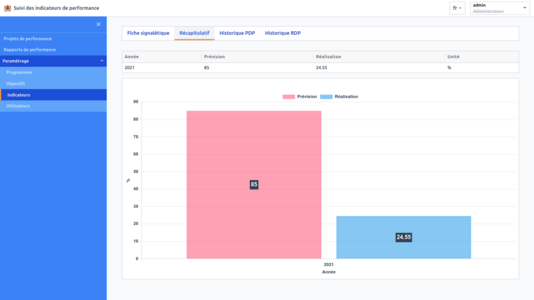 Suivi des indicateurs de performance
fr
admin
Administrateur
Projets de performance
Rapports de performance
Paramétrage
Programmes
Objectifs
Indicateurs
Utilisateurs
Fiche signalétique
Récapitulatif
Historique PDP
Historique RDP
Année Prévision Réalisation Unité
2021 85 24.55 %
Prévision Réalisation
90
80
70
60
50
40
30
20
10
0
%
85
24.55
2021
Année